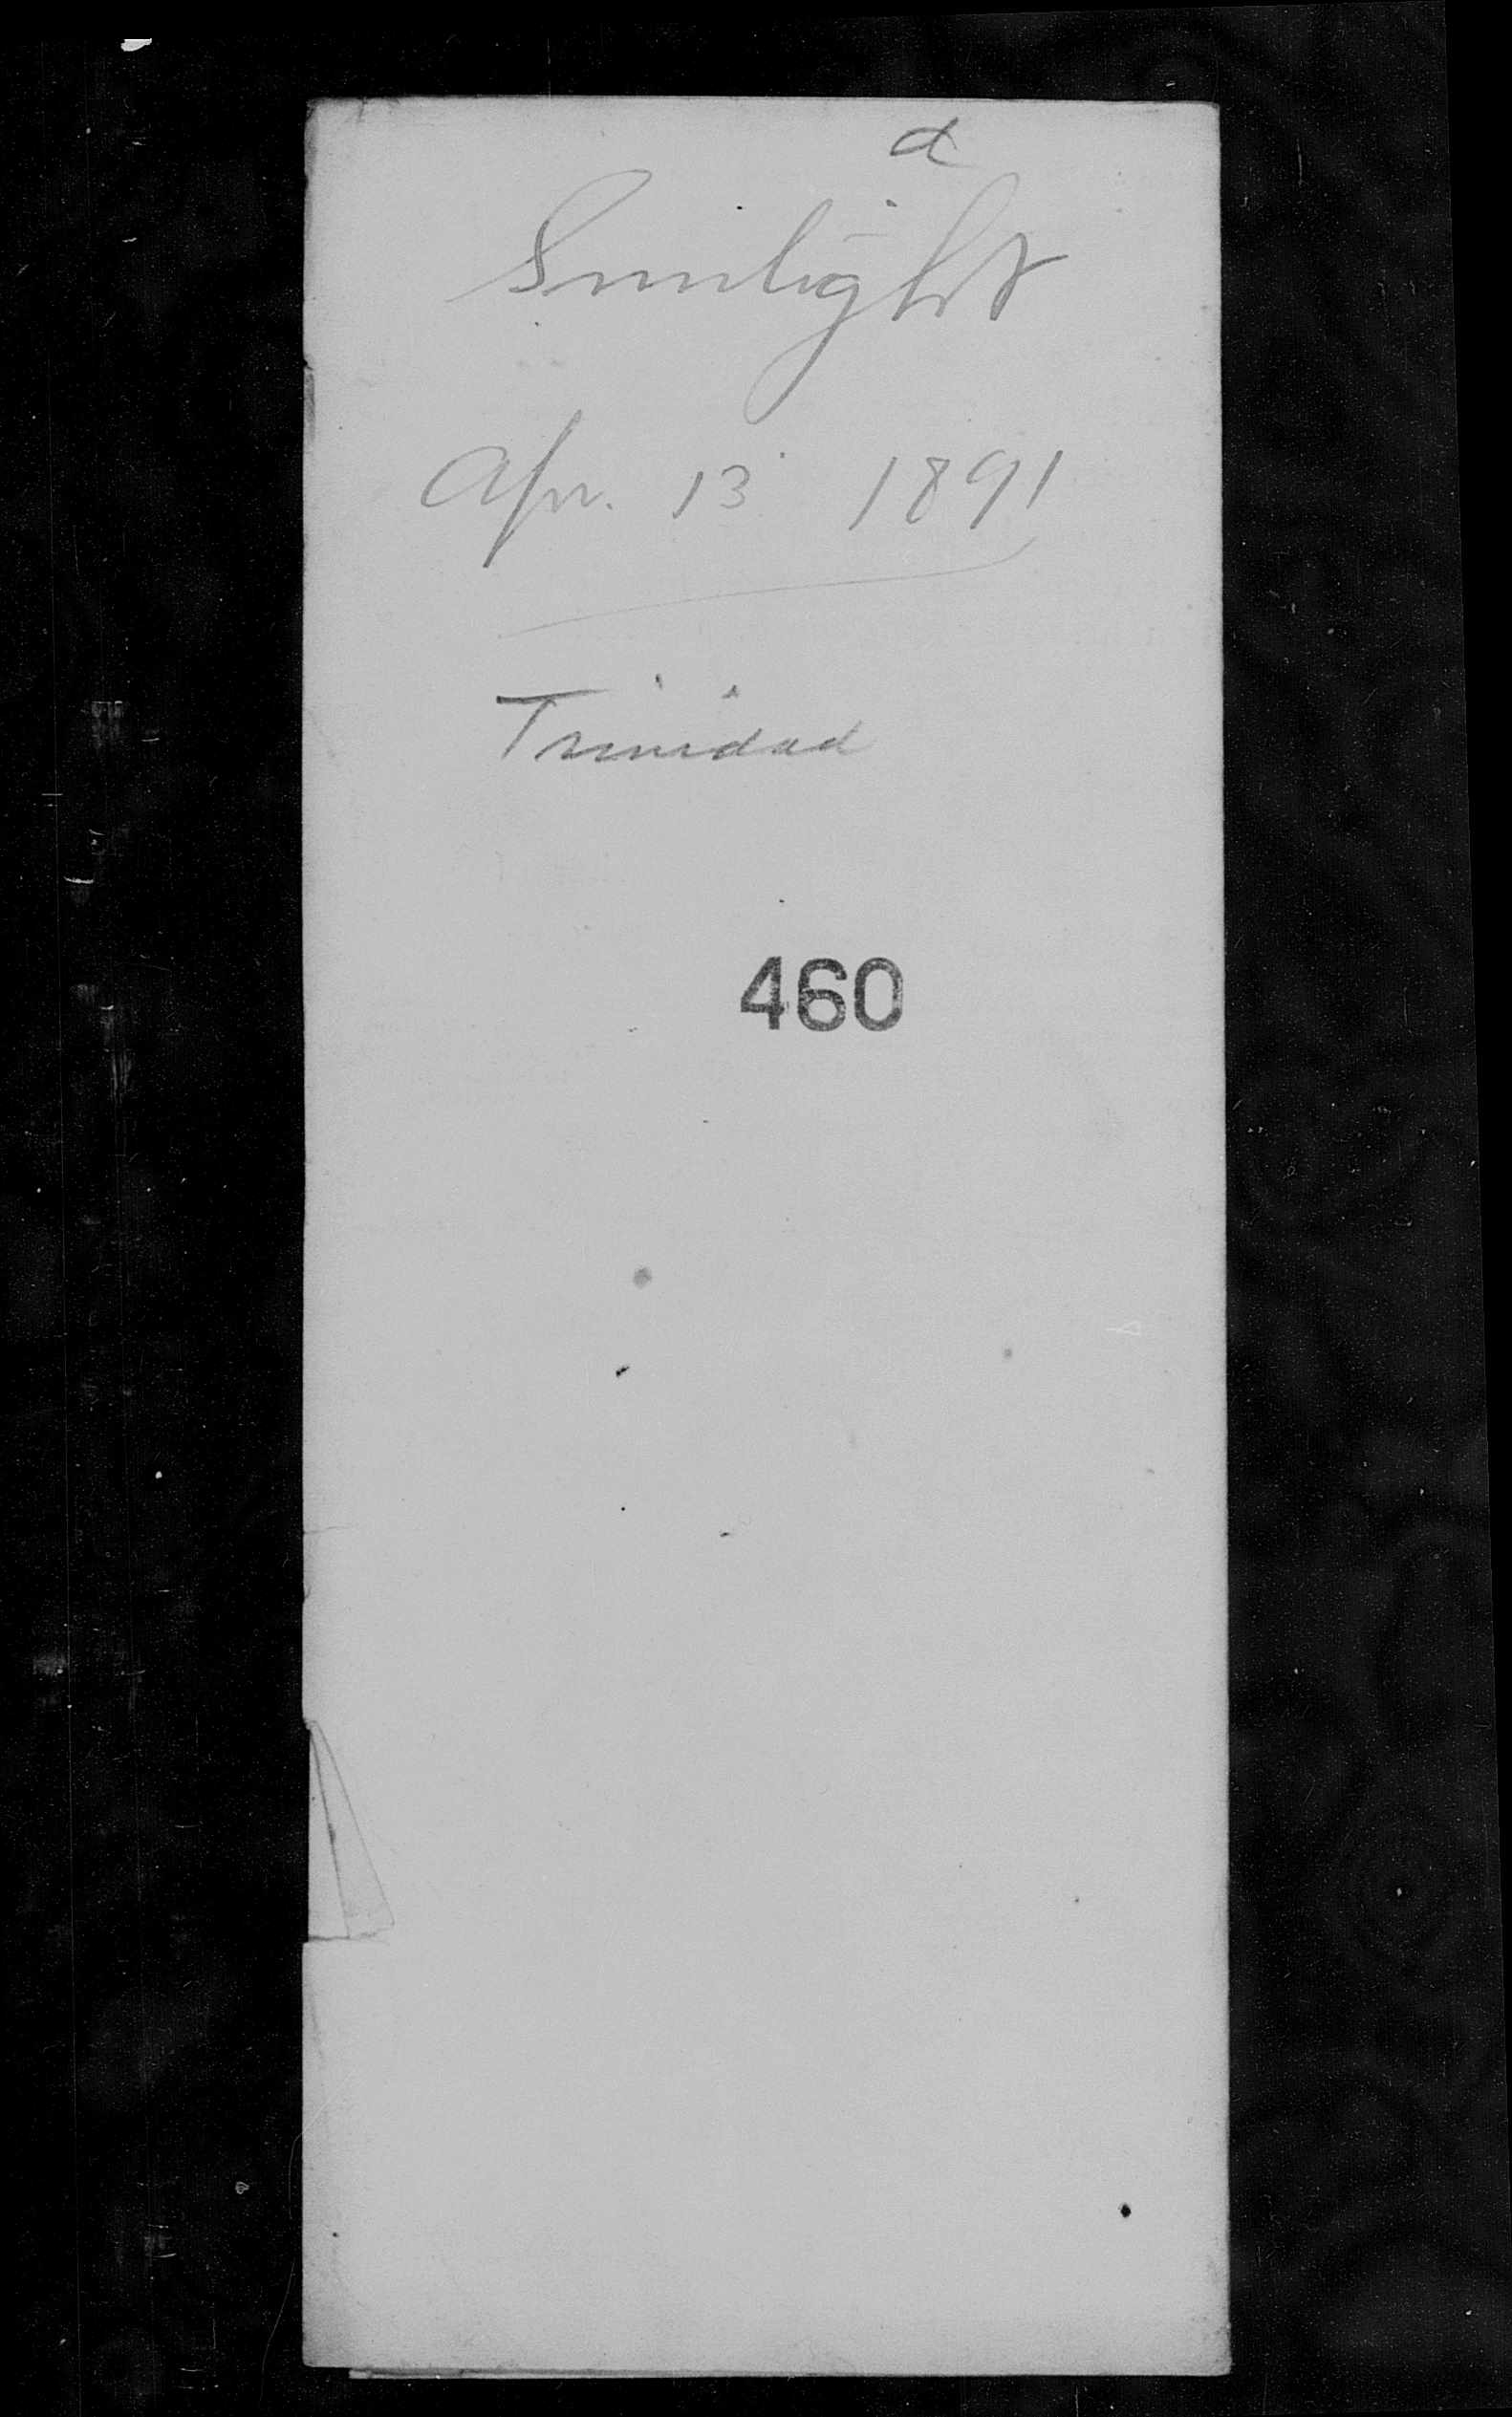 d
Sunlight
Apr. 13 1891
Trinidad
460